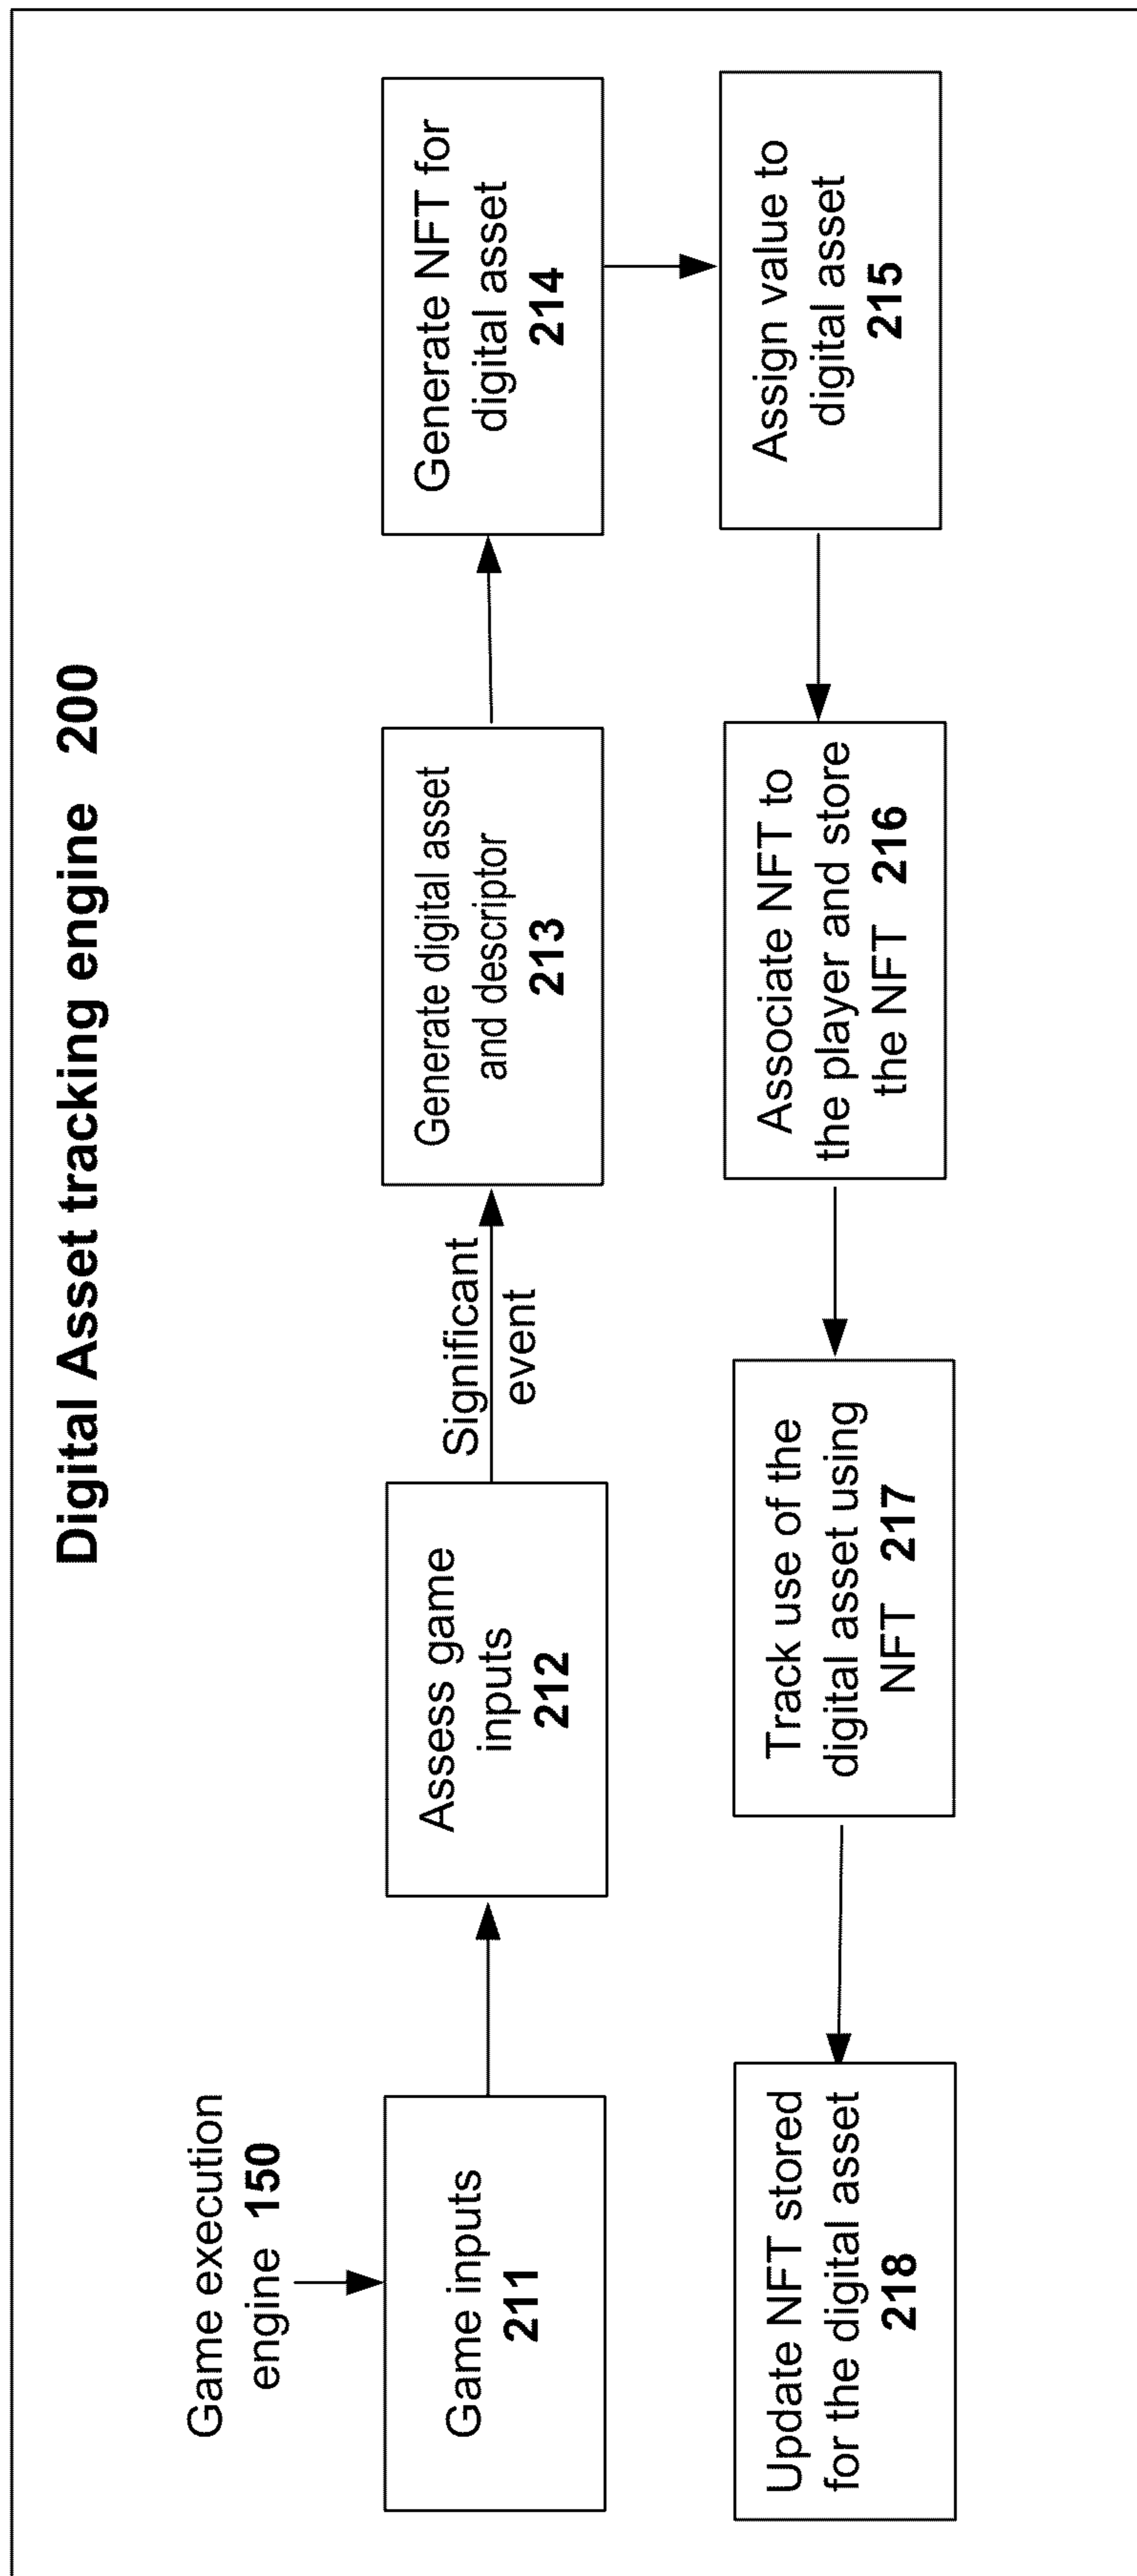 Digital Asset tracking engine 200
Game execution
engine 150
Game inputs
211
Assess game
inputs
212
Significant
event
Generate digital asset
and descriptor
213
Generate NFT for
digital asset
214
Assign value to
digital asset
215
Associate NFT to
the player and store
the NFT 216
Track use of the
digital asset using
NFT 217
Update NFT stored
for the digital asset
218